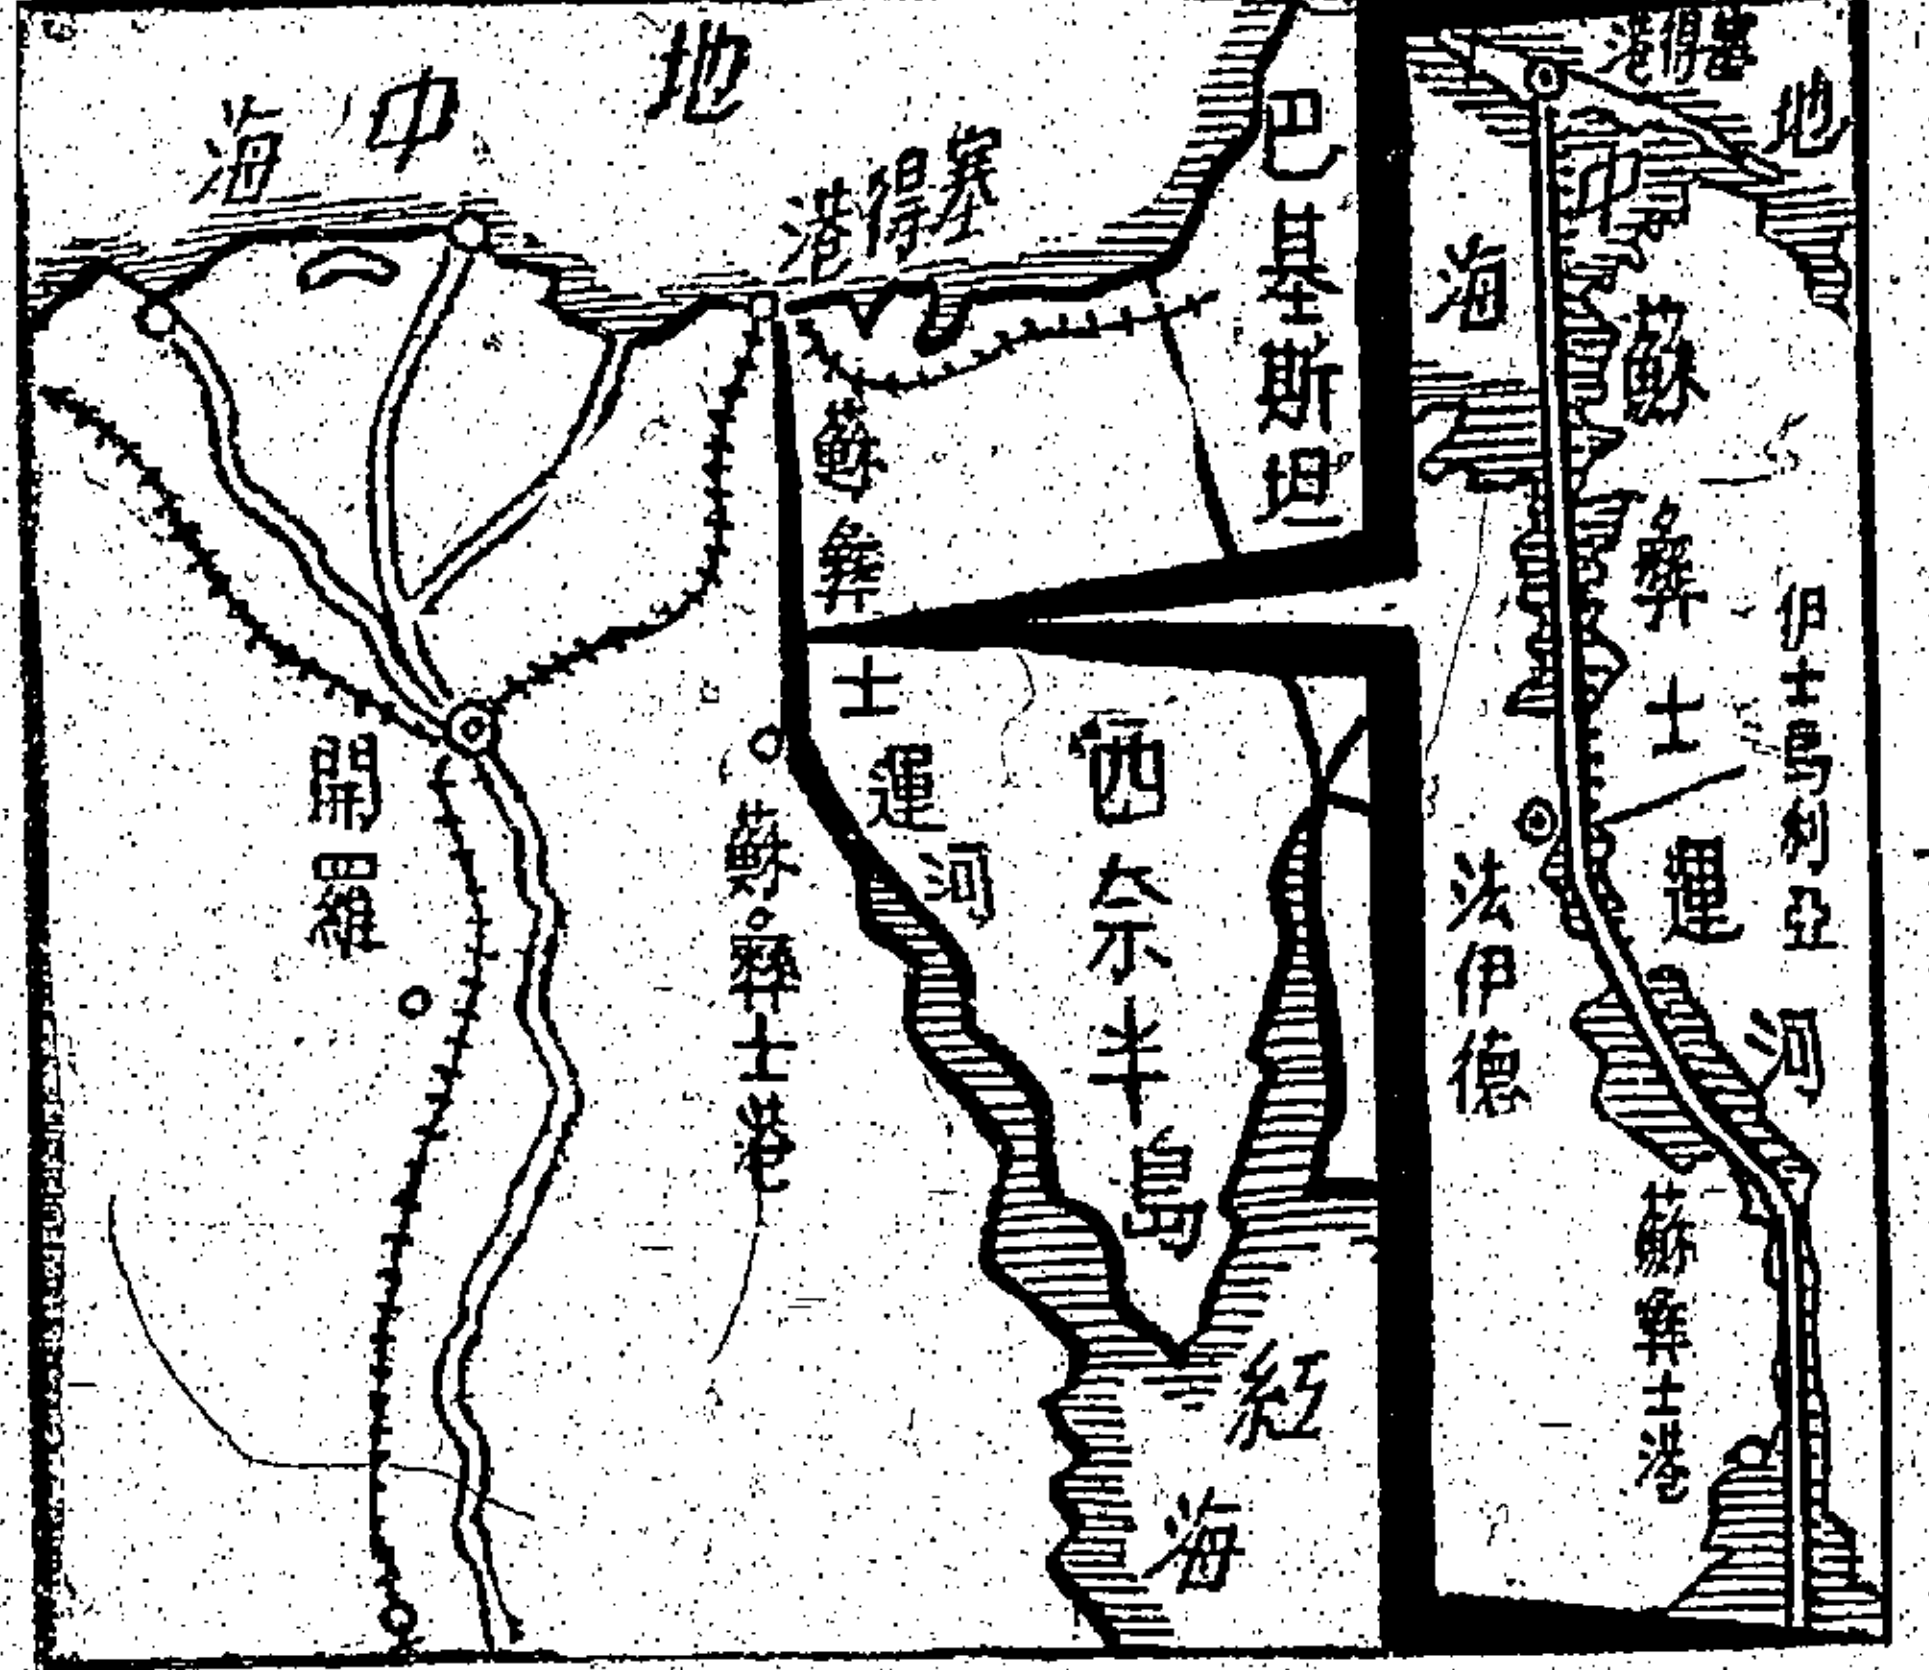 地中海
塞得港
巴基斯坦
蘇彝士運河
開羅
蘇彝士港
西奈半島
紅海
塞得港
地中海
蘇彝士運河
伊士馬利亞
法伊德
蘇彝士港